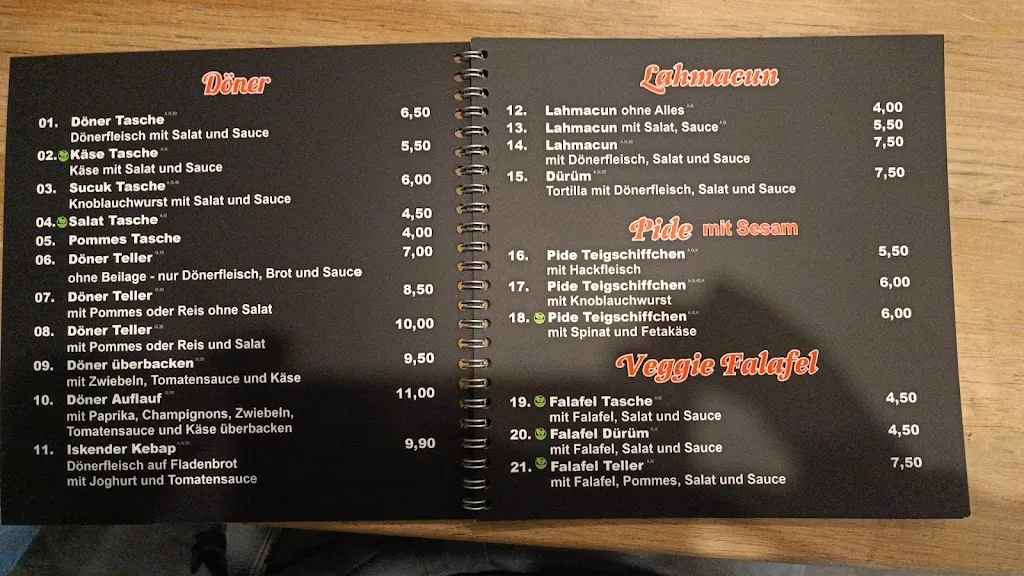 Döner
01. Döner Tasche 6,50
Dönerfleisch mit Salat und Sauce
02. Käse Tasche 5,50
Käse mit Salat und Sauce
03. Sucuk Tasche 6,00
Knoblauchwurst mit Salat und Sauce
04. Salat Tasche 4,50
05. Pommes Tasche 4,00
06. Döner Teller 7,00
ohne Beilage - nur Dönerfleisch, Brot und Sauce
07. Döner Teller 8,50
mit Pommes oder Reis ohne Salat
08. Döner Teller 10,00
mit Pommes oder Reis und Salat
09. Döner überbacken 9,50
mit Zwiebeln, Tomatensauce und Käse
10. Döner Auflauf 11,00
mit Paprika, Champignons, Zwiebeln,
Tomatensauce und Käse überbacken
11. Iskender Kebap 9,90
Dönerfleisch auf Fladenbrot
mit Joghurt und Tomatensauce
Lahmacun
12. Lahmacun ohne Alles 4,00
13. Lahmacun mit Salat, Sauce 5,50
14. Lahmacun 7,50
mit Dönerfleisch, Salat und Sauce
15. Dürüm 7,50
Tortilla mit Dönerfleisch, Salat und Sauce
Pide mit Sesam
16. Pide Teigschiffchen 5,50
mit Hackfleisch
17. Pide Teigschiffchen 6,00
mit Knoblauchwurst
18. Pide Teigschiffchen 6,00
mit Spinat und Fetakäse
Veggie Falafel
19. Falafel Tasche 4,50
mit Falafel, Salat und Sauce
20. Falafel Dürüm 4,50
mit Falafel, Salat und Sauce
21. Falafel Teller 7,50
mit Falafel, Pommes, Salat und Sauce